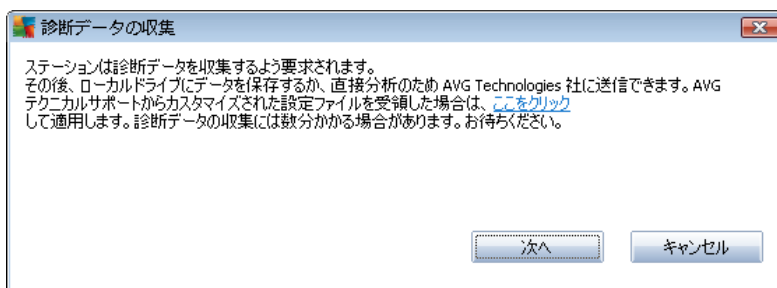 診断データの収集
ステーションは診断データを収集するよう要求されます。
その後、ローカルドライブにデータを保存するか、直接分析のため AVG Technologies 社に送信できます。AVG
テクニカルサポートからカスタマイズされた設定ファイルを受領した場合は、ここをクリック
して適用します。診断データの収集には数分かかる場合があります。お待ちください。
次へ
キャンセル